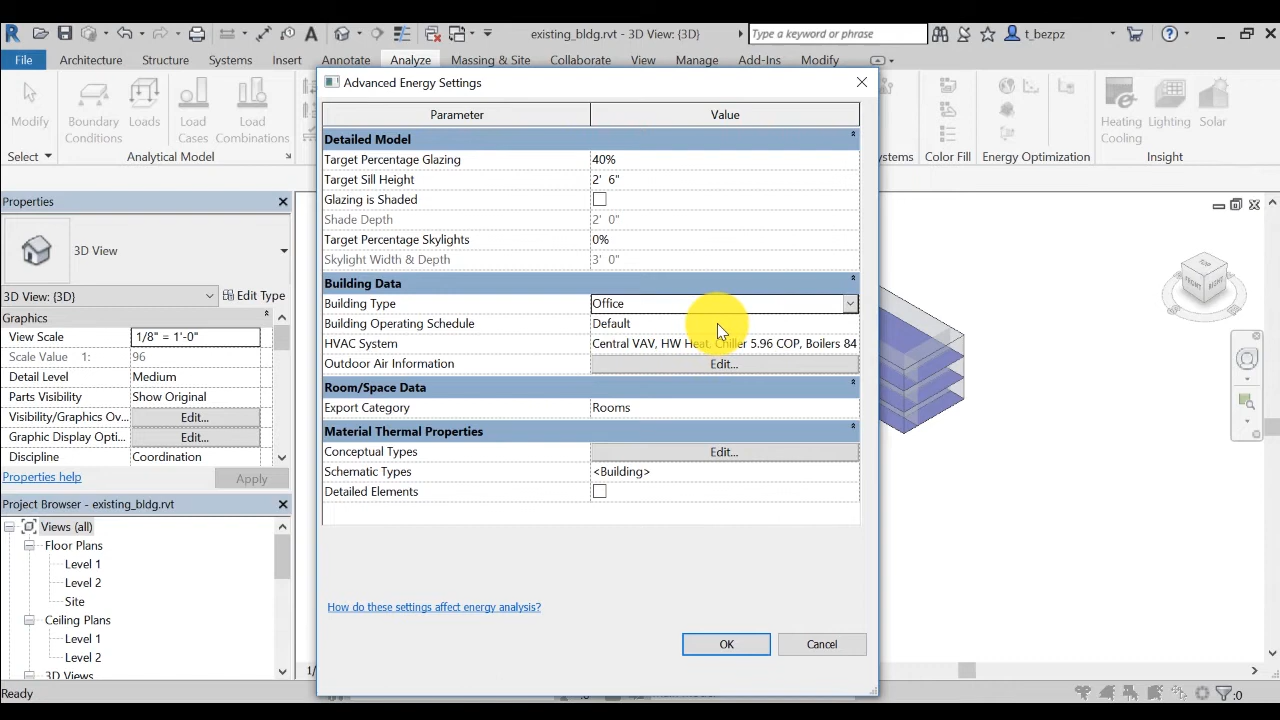 existing_bldg.rvt - 3D View: {3D}
Type a keyword or phrase
t_bezpz
File
Architecture
Structure
Systems
Insert
Annotate
Analyze
Massing & Site
Collaborate
View
Manage
Add-Ins
Modify
Modify
Boundary
Conditions
Loads
Load
Cases
Load
Combinations
Heating
Cooling
Lighting
Solar
Select
Analytical Model
Color Fill
Energy Optimization
Insight
Advanced Energy Settings
Parameter
Value
Detailed Model
Target Percentage Glazing
40%
Target Sill Height
2' 6"
Glazing is Shaded
Shade Depth
2' 0"
Target Percentage Skylights
0%
Skylight Width & Depth
3' 0"
Building Data
Building Type
Office
Building Operating Schedule
Default
HVAC System
Central VAV, HW Heat, Chiller 5.96 COP, Boilers 84
Outdoor Air Information
Edit...
Room/Space Data
Export Category
Rooms
Material Thermal Properties
Conceptual Types
Edit...
Schematic Types
<Building>
Detailed Elements
How do these settings affect energy analysis?
OK
Cancel
Properties
3D View
3D View: {3D}
Edit Type
Graphics
View Scale
1/8" = 1'-0"
Scale Value 1:
96
Detail Level
Medium
Parts Visibility
Show Original
Visibility/Graphics Ov...
Edit...
Graphic Display Opti...
Edit...
Discipline
Coordination
Properties help
Apply
Project Browser - existing_bldg.rvt
Views (all)
Floor Plans
Level 1
Level 2
Site
Ceiling Plans
Level 1
Level 2
3D Views
TOP
FRONT
RIGHT
Ready
:0